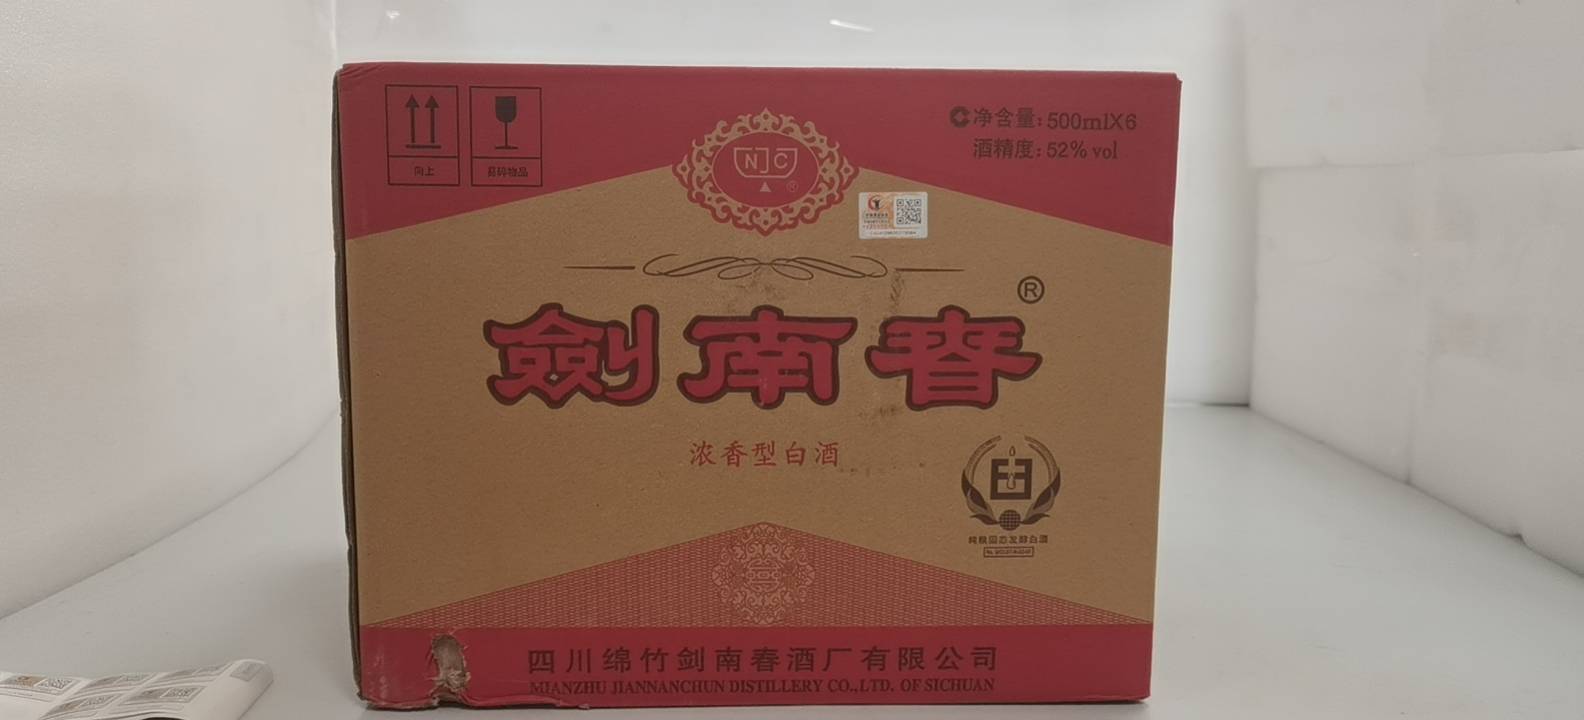 向上
易碎物品
NJC
®
净含量: 500mlX6
酒精度: 52% vol
劍南春®
浓香型白酒
纯粮固态发酵白酒
四川绵竹剑南春酒厂有限公司
MIANZHU JIANNANCHUN DISTILLERY CO.,LTD. OF SICHUAN